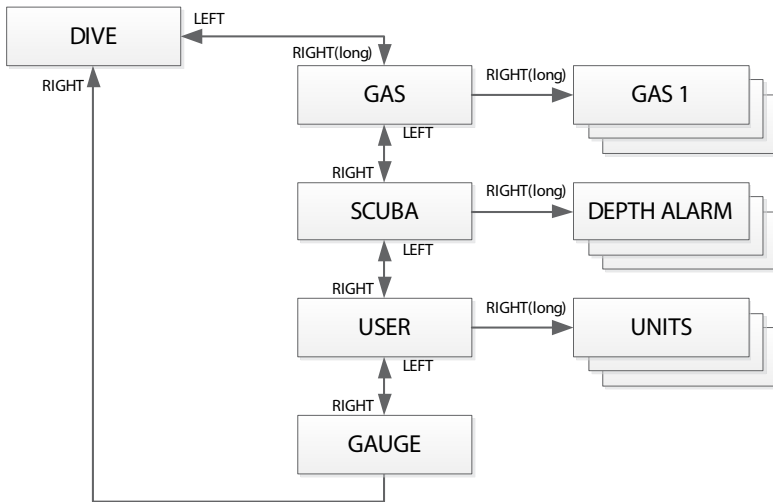 DIVE
LEFT
RIGHT
RIGHT(long)
GAS
RIGHT(long)
GAS 1
LEFT
RIGHT
SCUBA
RIGHT(long)
DEPTH ALARM
LEFT
RIGHT
USER
RIGHT(long)
UNITS
LEFT
RIGHT
GAUGE